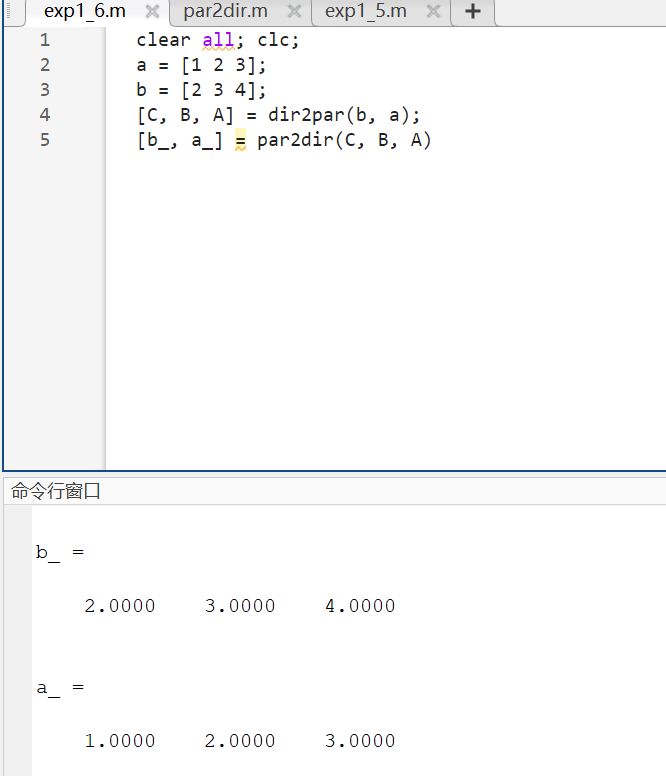 exp1_6.m × par2dir.m × exp1_5.m × +
1 clear all; clc;
2 a = [1 2 3];
3 b = [2 3 4];
4 [C, B, A] = dir2par(b, a);
5 [b_, a_] = par2dir(C, B, A)
命令行窗口
b_ =
2.0000 3.0000 4.0000
a_ =
1.0000 2.0000 3.0000